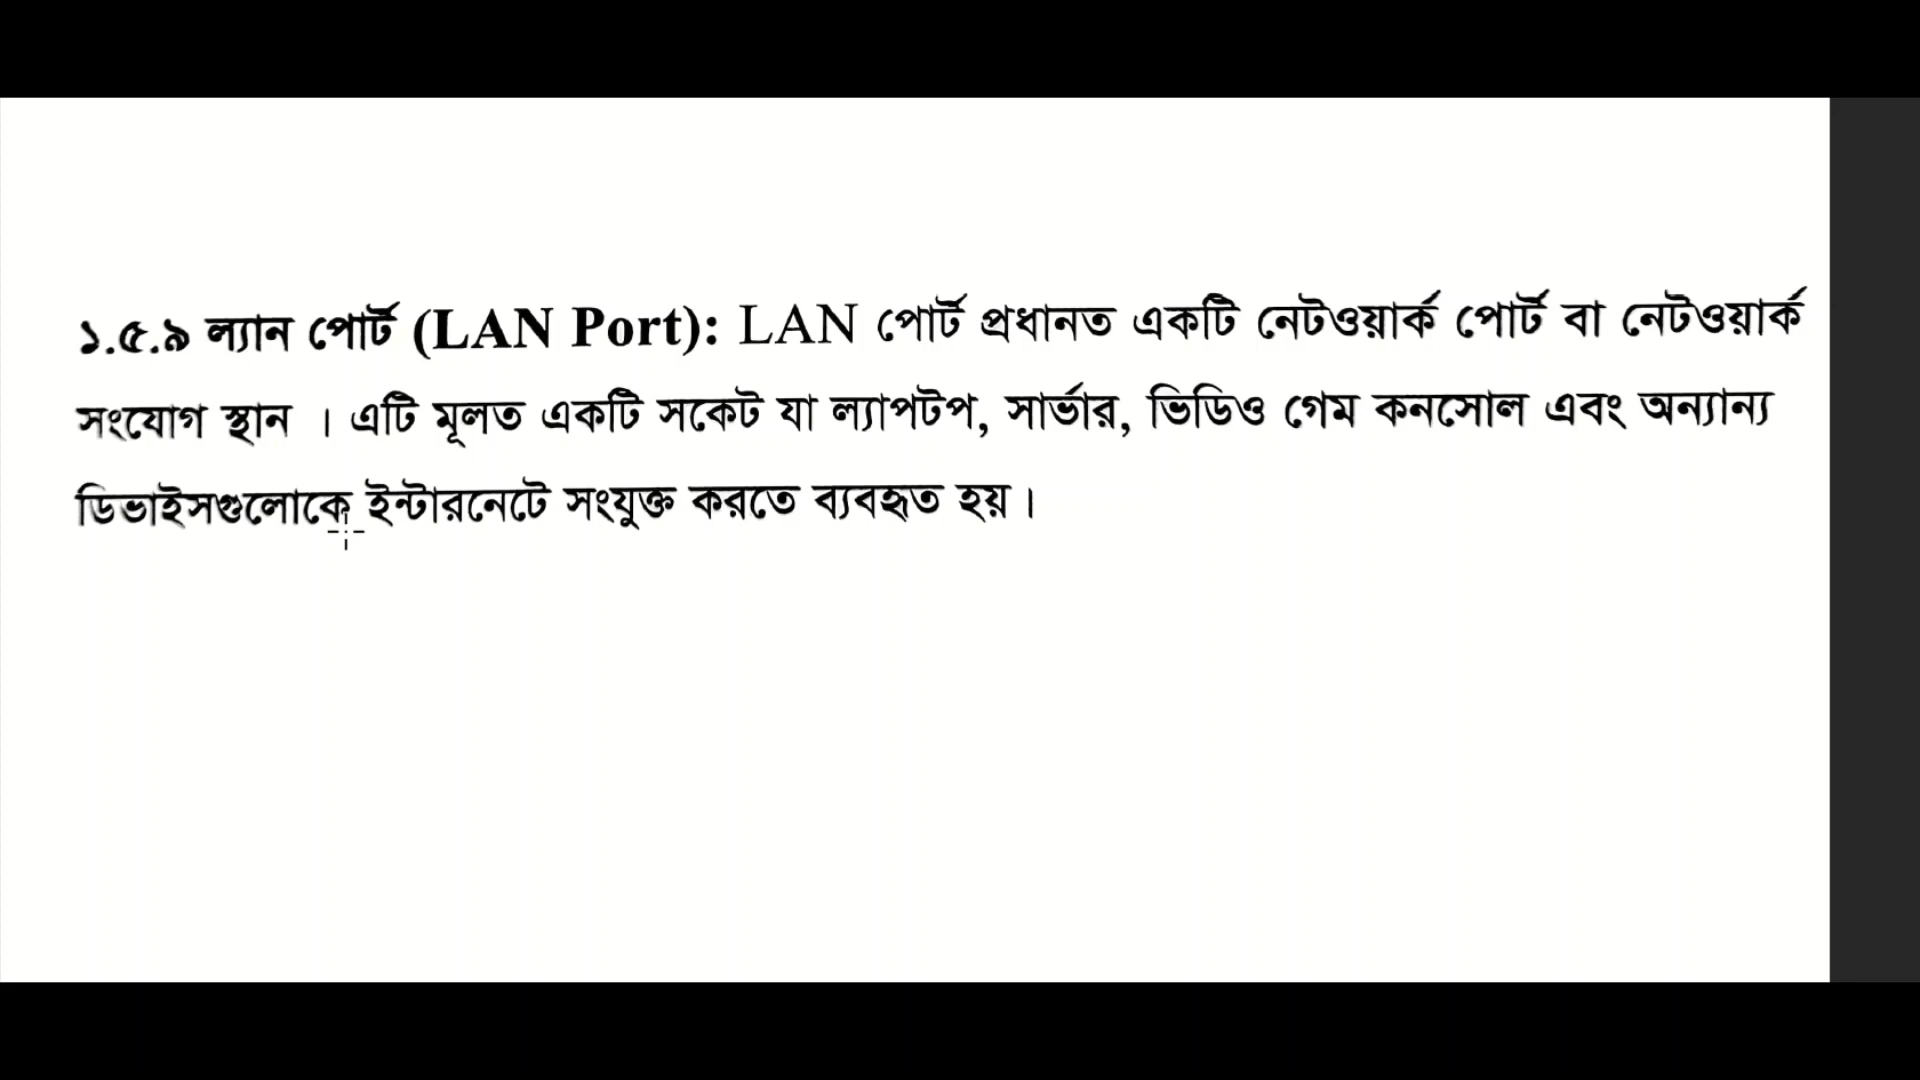 ১.৫.৯ ল্যান পোর্ট (LAN Port): LAN পোর্ট প্রধানত একটি নেটওয়ার্ক পোর্ট বা নেটওয়ার্ক
সংযোগ স্থান । এটি মূলত একটি সকেট যা ল্যাপটপ, সার্ভার, ভিডিও গেম কনসোল এবং অন্যান্য
ডিভাইসগুলোকে ইন্টারনেটে সংযুক্ত করতে ব্যবহৃত হয়।